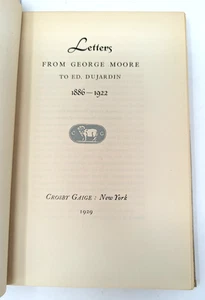 Letters
FROM GEORGE MOORE
TO ED. DUJARDIN
1886—1922
C G
CROSBY GAIGE : New York
1929